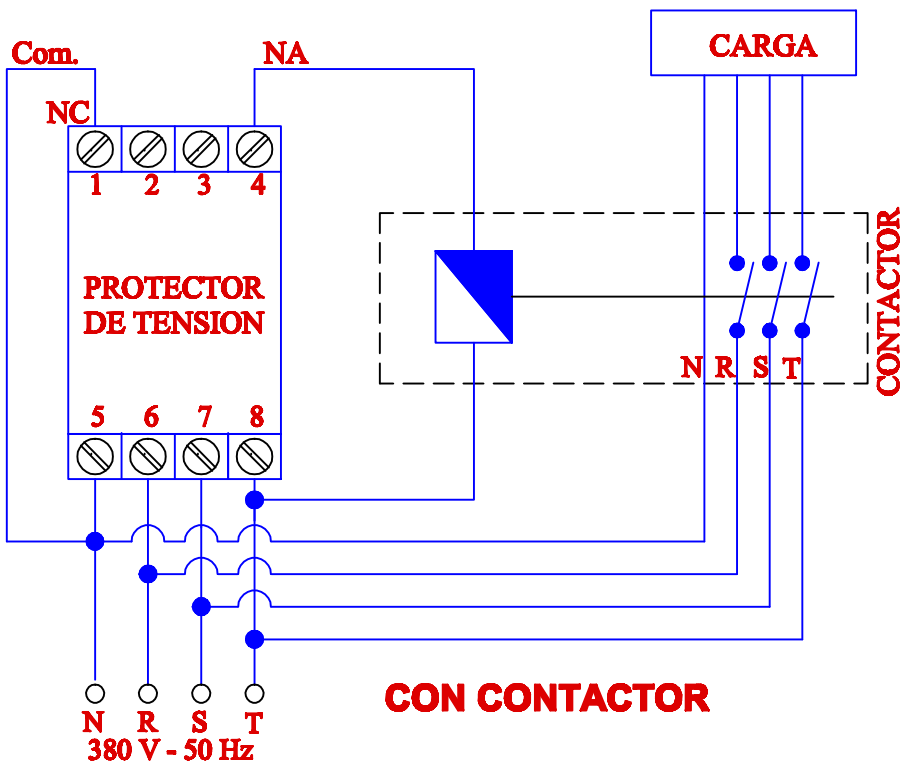 Com.
NA
CARGA
NC
1 2 3 4
PROTECTOR
DE TENSION
CONTACTOR
N R S T
5 6 7 8
CON CONTACTOR
N R S T
380 V - 50 Hz